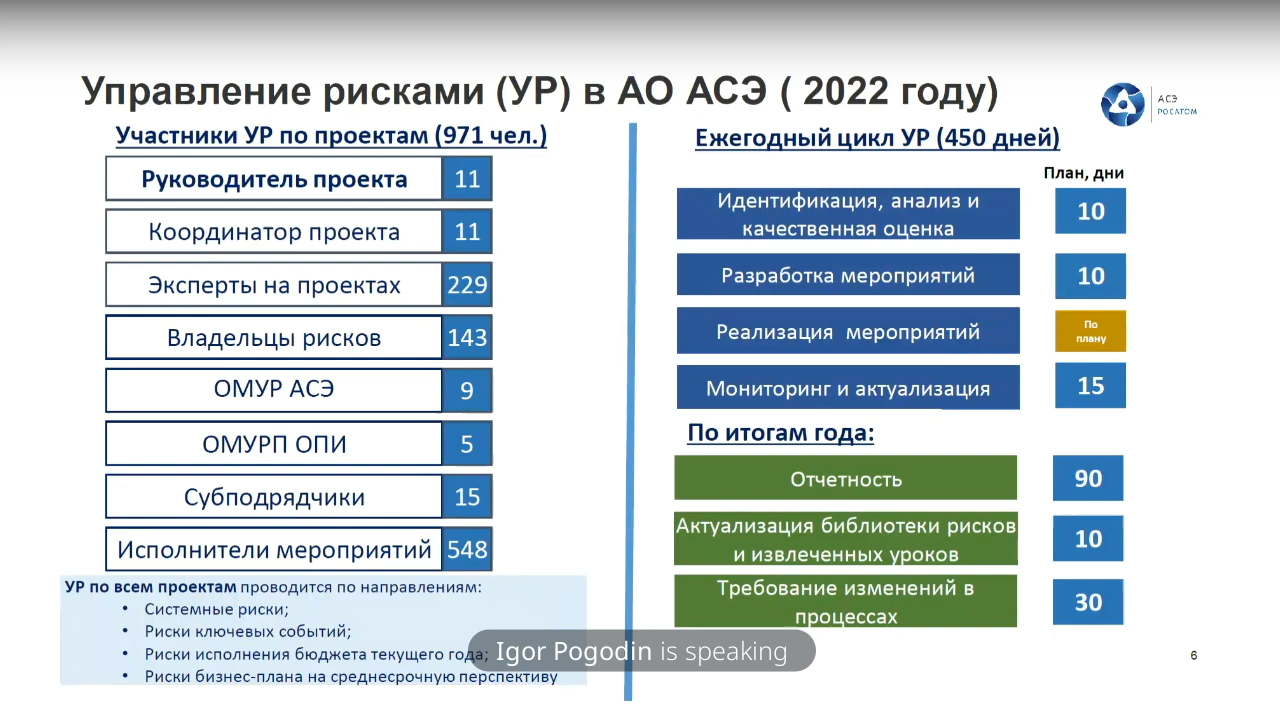 Управление рисками (УР) в АО АСЭ ( 2022 году)
АСЭ
РОСАТОМ
Участники УР по проектам (971 чел.)
Руководитель проекта 11
Координатор проекта 11
Эксперты на проектах 229
Владельцы рисков 143
ОМУР АСЭ 9
ОМУРП ОПИ 5
Субподрядчики 15
Исполнители мероприятий 548
УР по всем проектам проводится по направлениям:
• Системные риски;
• Риски ключевых событий;
• Риски исполнения бюджета текущего года;
• Риски бизнес-плана на среднесрочную перспективу
Ежегодный цикл УР (450 дней)
План, дни
Идентификация, анализ и
качественная оценка
10
Разработка мероприятий 10
Реализация мероприятий
По
плану
Мониторинг и актуализация 15
По итогам года:
Отчетность 90
Актуализация библиотеки рисков
и извлеченных уроков
10
Требование изменений в
процессах
30
Igor Pogodin is speaking
6